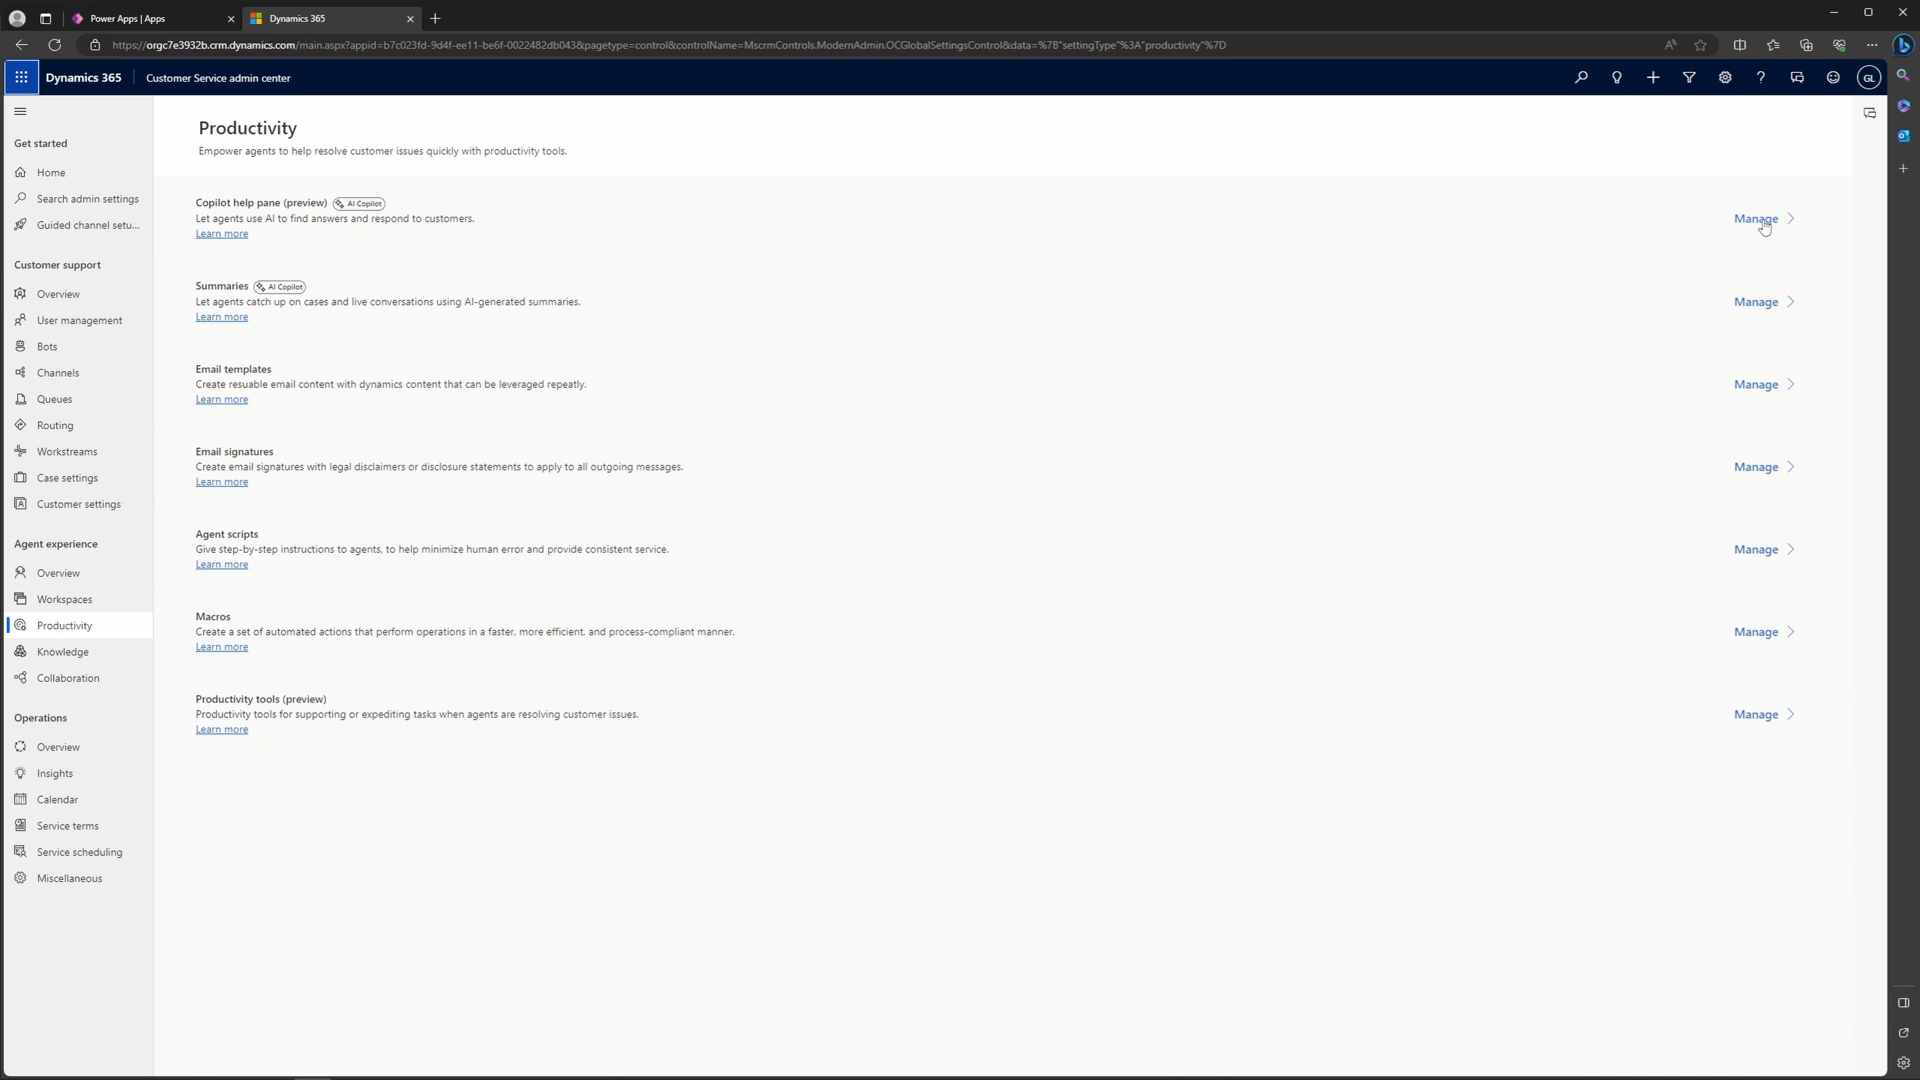 Power Apps | Apps
Dynamics 365
https://orgc7e3932b.crm.dynamics.com/main.aspx?appid=b7c023fd-9d4f-ee11-be6f-0022482db043&pagetype=control&controlName=MscrmControls.ModernAdmin.OCGlobalSettingsControl&data=%7B"settingType"%3A"productivity"%7D
Dynamics 365
Customer Service admin center
GL
Get started
Home
Search admin settings
Guided channel setu...
Customer support
Overview
User management
Bots
Channels
Queues
Routing
Workstreams
Case settings
Customer settings
Agent experience
Overview
Workspaces
Productivity
Knowledge
Collaboration
Operations
Overview
Insights
Calendar
Service terms
Service scheduling
Miscellaneous
Productivity
Empower agents to help resolve customer issues quickly with productivity tools.
Copilot help pane (preview) AI Copilot
Let agents use AI to find answers and respond to customers.
Learn more
Manage
Summaries AI Copilot
Let agents catch up on cases and live conversations using AI-generated summaries.
Learn more
Manage
Email templates
Create resuable email content with dynamics content that can be leveraged repeatly.
Learn more
Manage
Email signatures
Create email signatures with legal disclaimers or disclosure statements to apply to all outgoing messages.
Learn more
Manage
Agent scripts
Give step-by-step instructions to agents, to help minimize human error and provide consistent service.
Learn more
Manage
Macros
Create a set of automated actions that perform operations in a faster, more efficient, and process-compliant manner.
Learn more
Manage
Productivity tools (preview)
Productivity tools for supporting or expediting tasks when agents are resolving customer issues.
Learn more
Manage